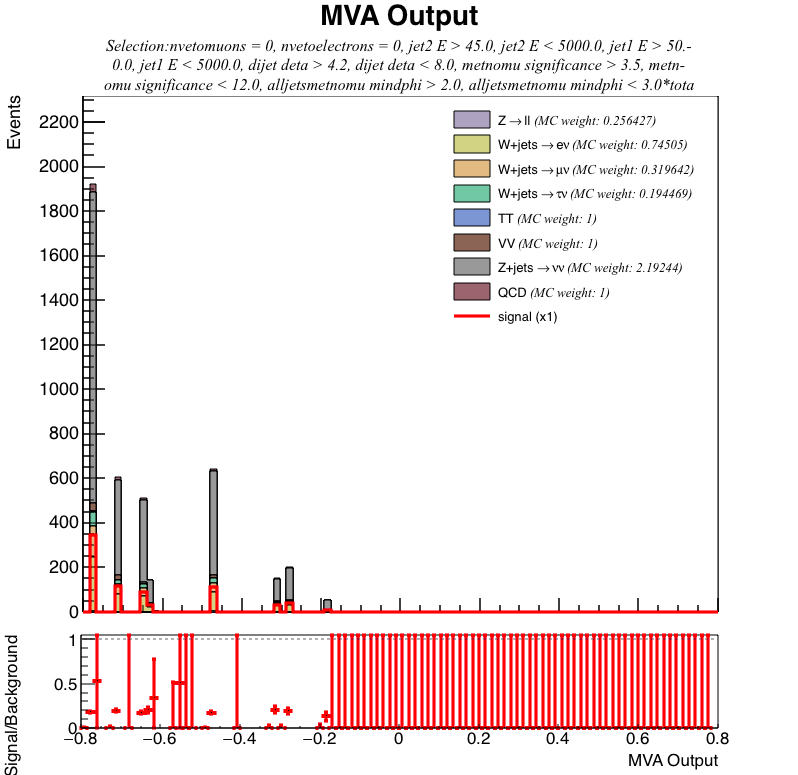 MVA Output
Selection:nvetomuons = 0, nvetoelectrons = 0, jet2 E > 45.0, jet2 E < 5000.0, jet1 E > 50.-
0.0, jet1 E < 5000.0, dijet deta > 4.2, dijet deta < 8.0, metnomu significance > 3.5, metn-
omu significance < 12.0, alljetsmetnomu mindphi > 2.0, alljetsmetnomu mindphi < 3.0*tota
Events
2200
2000
1800
1600
1400
1200
1000
800
600
400
200
0
Z→ll (MC weight: 0.256427)
W+jets→eν (MC weight: 0.74505)
W+jets→μν (MC weight: 0.319642)
W+jets→τν (MC weight: 0.194469)
TT (MC weight: 1)
VV (MC weight: 1)
Z+jets→νν (MC weight: 2.19244)
QCD (MC weight: 1)
signal (x1)
Signal/Background
1
0.5
0
−0.8 −0.6 −0.4 −0.2 0 0.2 0.4 0.6 0.8
MVA Output